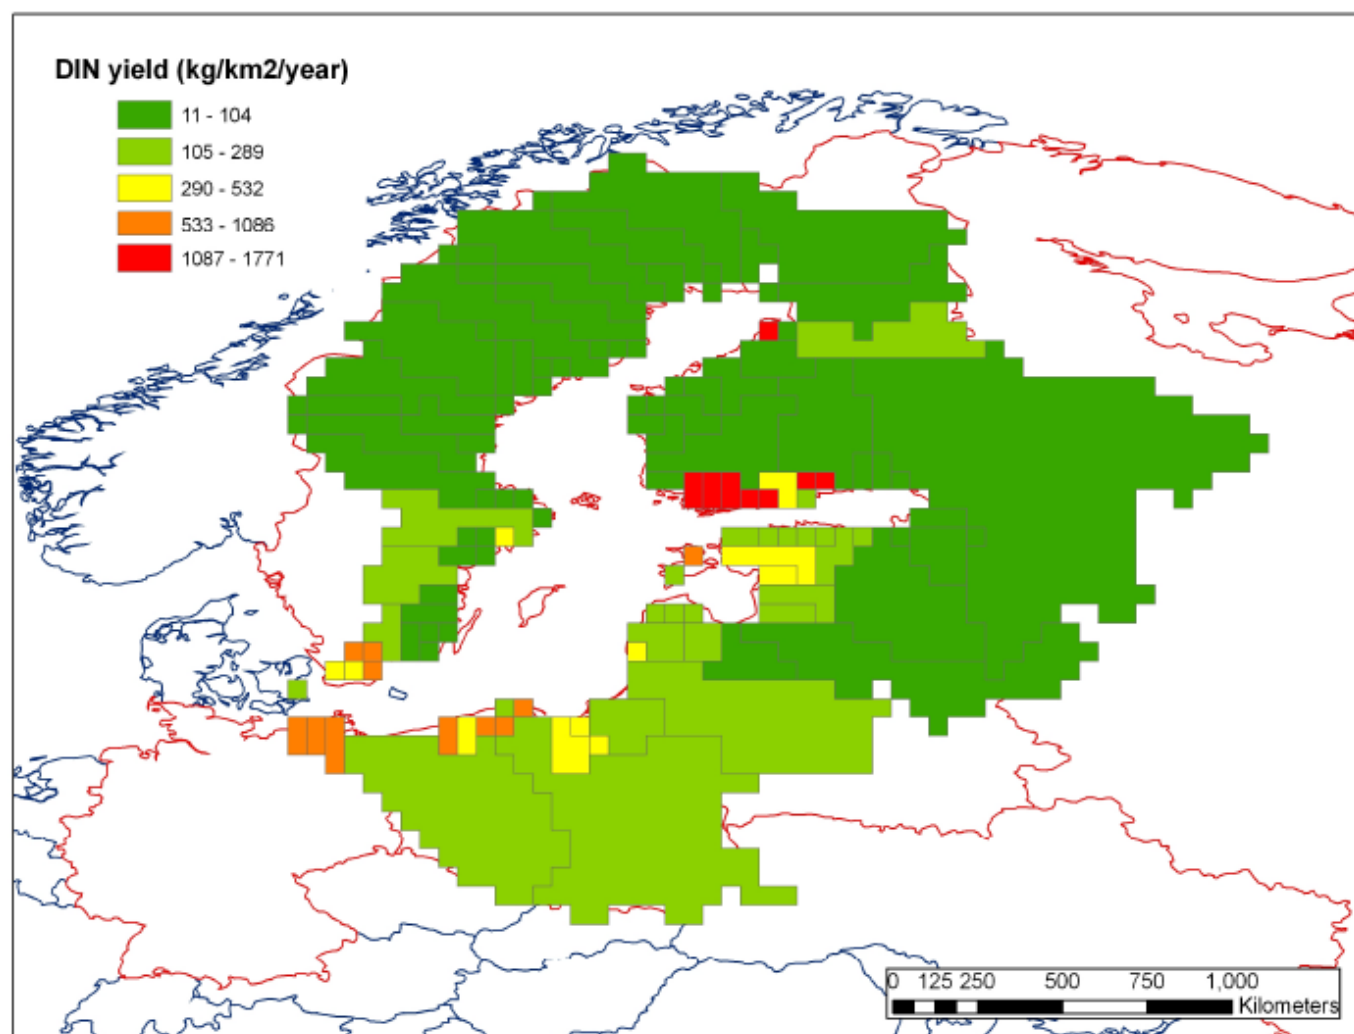 DIN yield (kg/km2/year)
11 - 104
105 - 289
290 - 532
533 - 1086
1087 - 1771
0 125 250 500 750 1,000
Kilometers